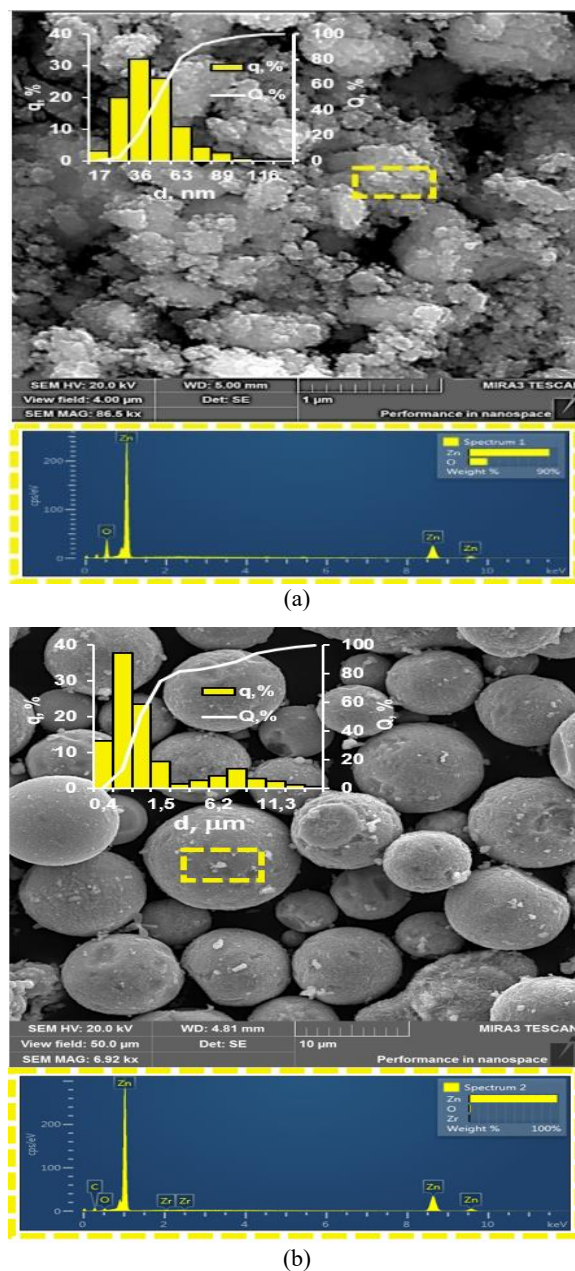 40
30
20
10
0
q, %
100
80
60
40
20
0
Q, %
q,%
Q,%
17 36 63 89 116
d, nm
SEM HV: 20.0 kV WD: 5.00 mm MIRA3 TESCAN
View field: 4.00 µm Det: SE 1 µm
SEM MAG: 86.5 kx Performance in nanospace
Zn
200
100
0
cps/eV
O
Zn
Zn
0 2 4 6 8 10 keV
Spectrum 1
Zn
O
Weight % 90%
(a)
40
30
20
10
0
q,%
100
80
60
40
20
0
Q,%
q,%
Q,%
0,4 1,5 6,2 11,3
d, µm
SEM HV: 20.0 kV WD: 4.81 mm MIRA3 TESCAN
View field: 50.0 µm Det: SE 10 µm
SEM MAG: 6.92 kx Performance in nanospace
Zn
200
100
0
cps/eV
C
O
Zr
Zr
Zn
Zn
0 2 4 6 8 10 keV
Spectrum 2
Zn
O
Zr
Weight % 100%
(b)